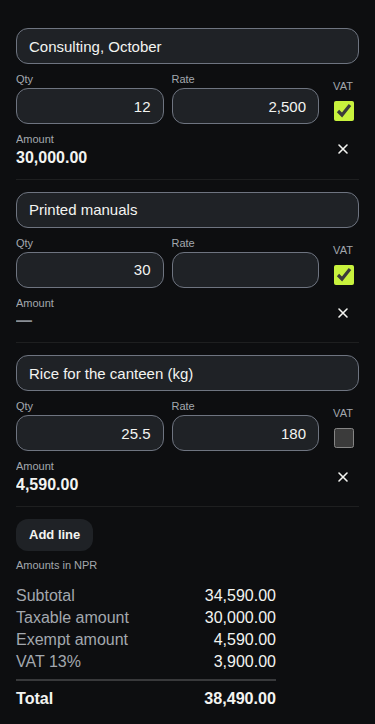 Consulting, October
Qty Rate VAT
12 2,500
Amount
30,000.00
Printed manuals
Qty Rate VAT
30
Amount
—
Rice for the canteen (kg)
Qty Rate VAT
25.5 180
Amount
4,590.00
Add line
Amounts in NPR
Subtotal 34,590.00
Taxable amount 30,000.00
Exempt amount 4,590.00
VAT 13% 3,900.00
Total 38,490.00